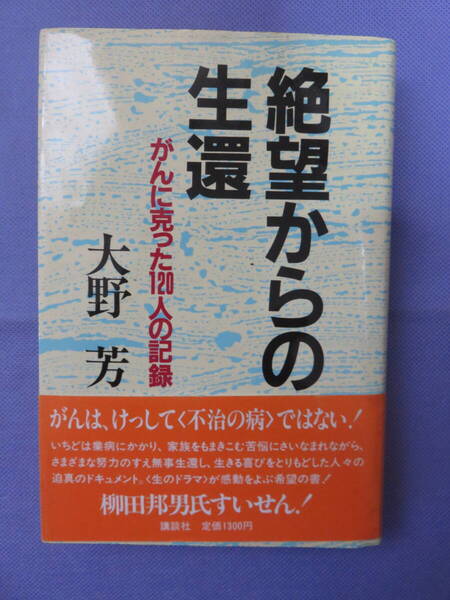 絶望からの
生還
がんに克った120人の記録
大野芳
がんは、けっして〈不治の病〉ではない!
いちどは業病にかかり、家族をもまきこむ苦悩にさいなまれながら、
さまざまな努力のすえ無事生還し、生きる喜びをとりもどした人々の
迫真のドキュメント。〈生のドラマ〉が感動をよぶ希望の書!
柳田邦男氏すいせん!
講談社 定価1300円